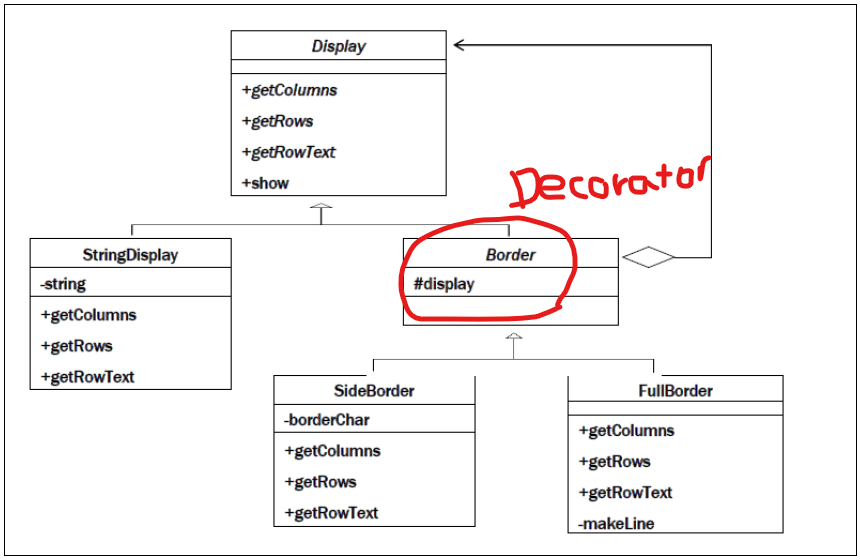 Display
+getColumns
+getRows
+getRowText
+show
Decorator
StringDisplay
-string
+getColumns
+getRows
+getRowText
Border
#display
SideBorder
-borderChar
+getColumns
+getRows
+getRowText
FullBorder
+getColumns
+getRows
+getRowText
-makeLine